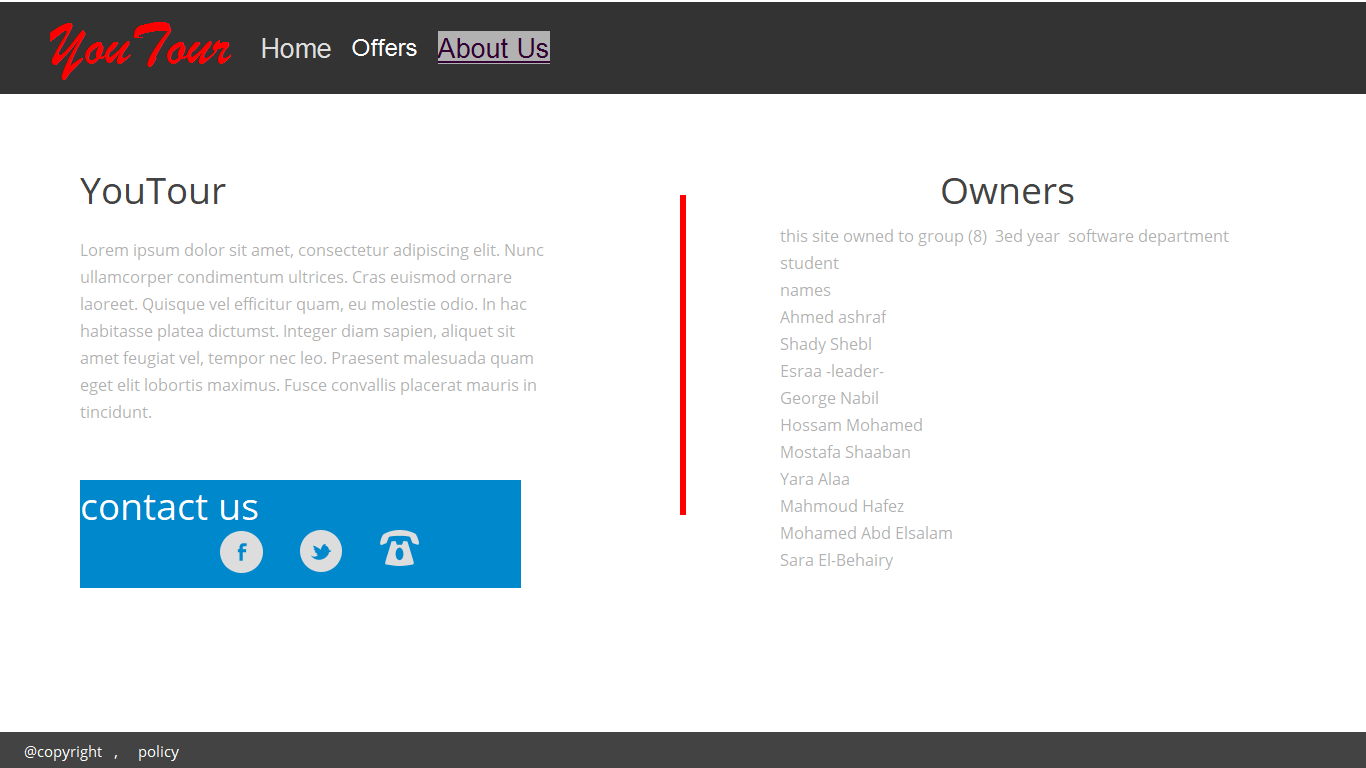 YouTour Home Offers About Us
YouTour
Lorem ipsum dolor sit amet, consectetur adipiscing elit. Nunc
ullamcorper condimentum ultrices. Cras euismod ornare
laoreet. Quisque vel efficitur quam, eu molestie odio. In hac
habitasse platea dictumst. Integer diam sapien, aliquet sit
amet feugiat vel, tempor nec leo. Praesent malesuada quam
eget elit lobortis maximus. Fusce convallis placerat mauris in
tincidunt.
contact us
Owners
this site owned to group (8)  3ed year  software department
student
names
Ahmed ashraf
Shady Shebl
Esraa -leader-
George Nabil
Hossam Mohamed
Mostafa Shaaban
Yara Alaa
Mahmoud Hafez
Mohamed Abd Elsalam
Sara El-Behairy
@copyright , policy